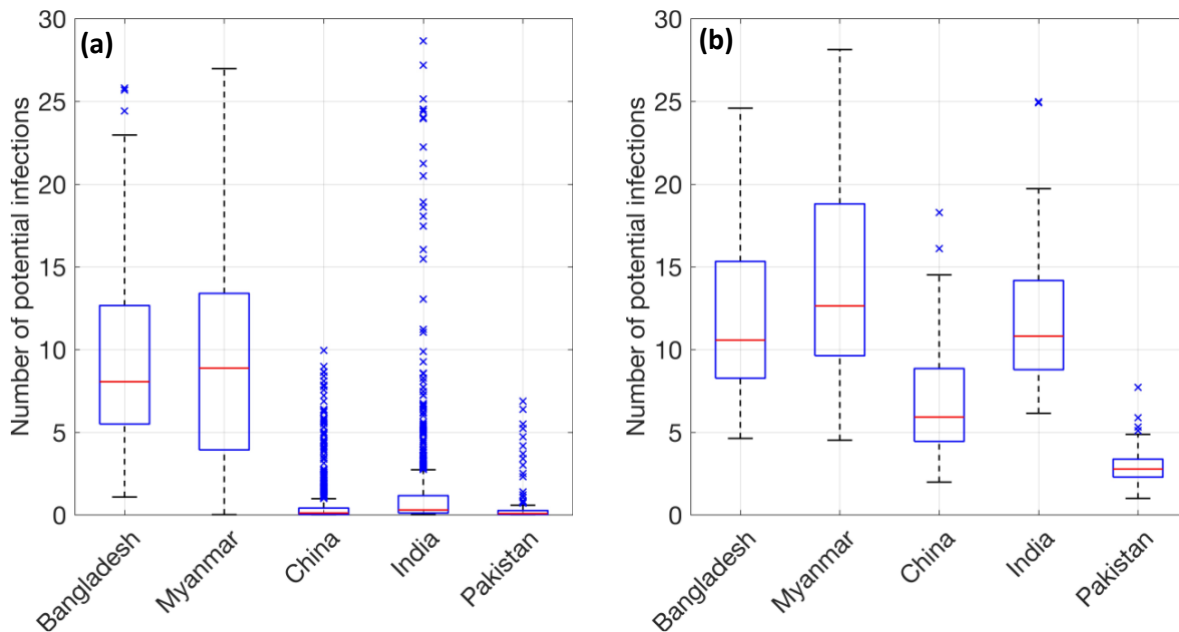 (a)
Number of potential infections
30
25
20
15
10
5
0
Bangladesh
Myanmar
China
India
Pakistan
(b)
Number of potential infections
30
25
20
15
10
5
0
Bangladesh
Myanmar
China
India
Pakistan